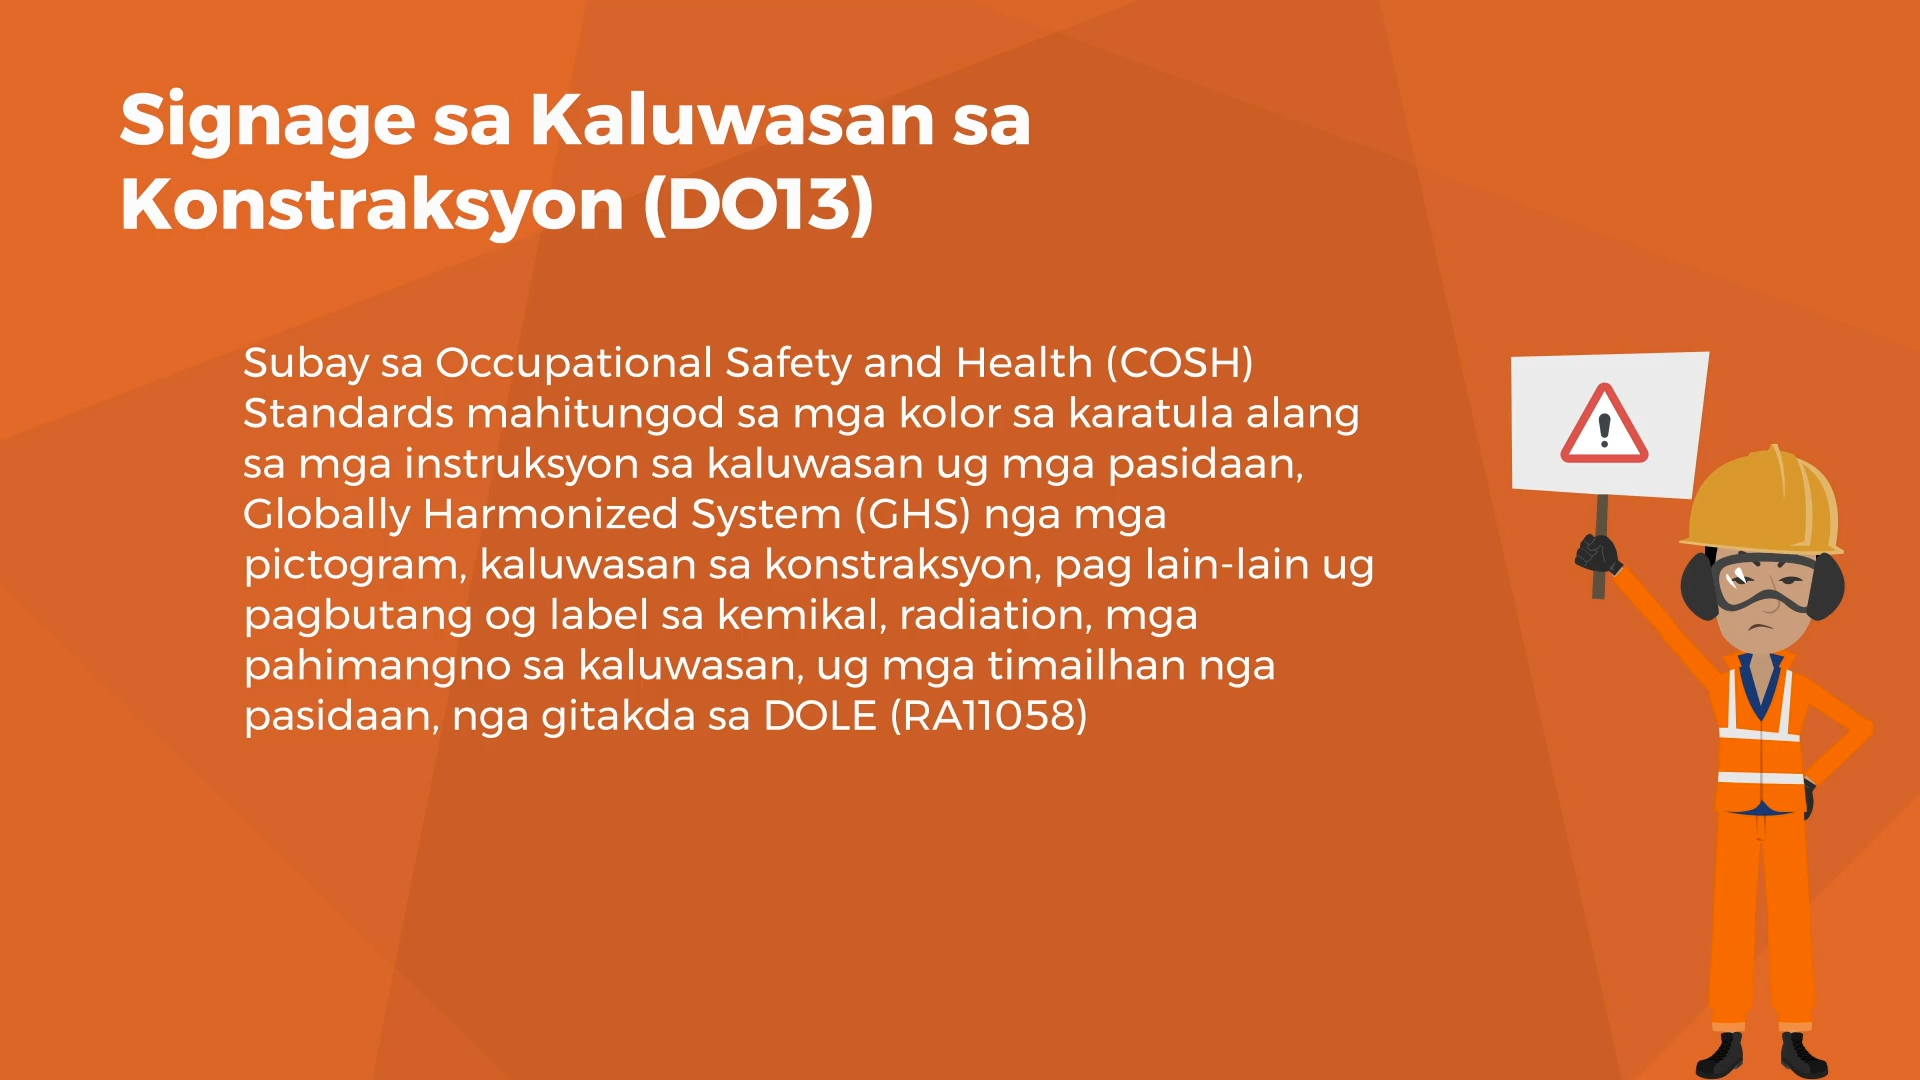 Signage sa Kaluwasan sa
Konstraksyon (DO13)
Subay sa Occupational Safety and Health (COSH)
Standards mahitungod sa mga kolor sa karatula alang
sa mga instruksyon sa kaluwasan ug mga pasidaan,
Globally Harmonized System (GHS) nga mga
pictogram, kaluwasan sa konstraksyon, pag lain-lain ug
pagbutang og label sa kemikal, radiation, mga
pahimangno sa kaluwasan, ug mga timailhan nga
pasidaan, nga gitakda sa DOLE (RA11058)